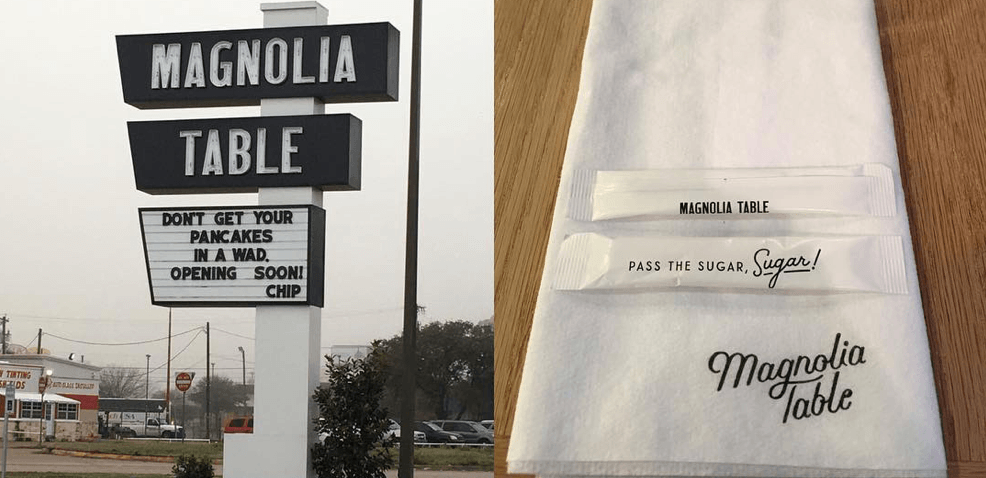 MAGNOLIA
TABLE
DON'T GET YOUR
PANCAKES
IN A WAD.
OPENING SOON!
CHIP
MAGNOLIA TABLE
PASS THE SUGAR, Sugar!
Magnolia
Table